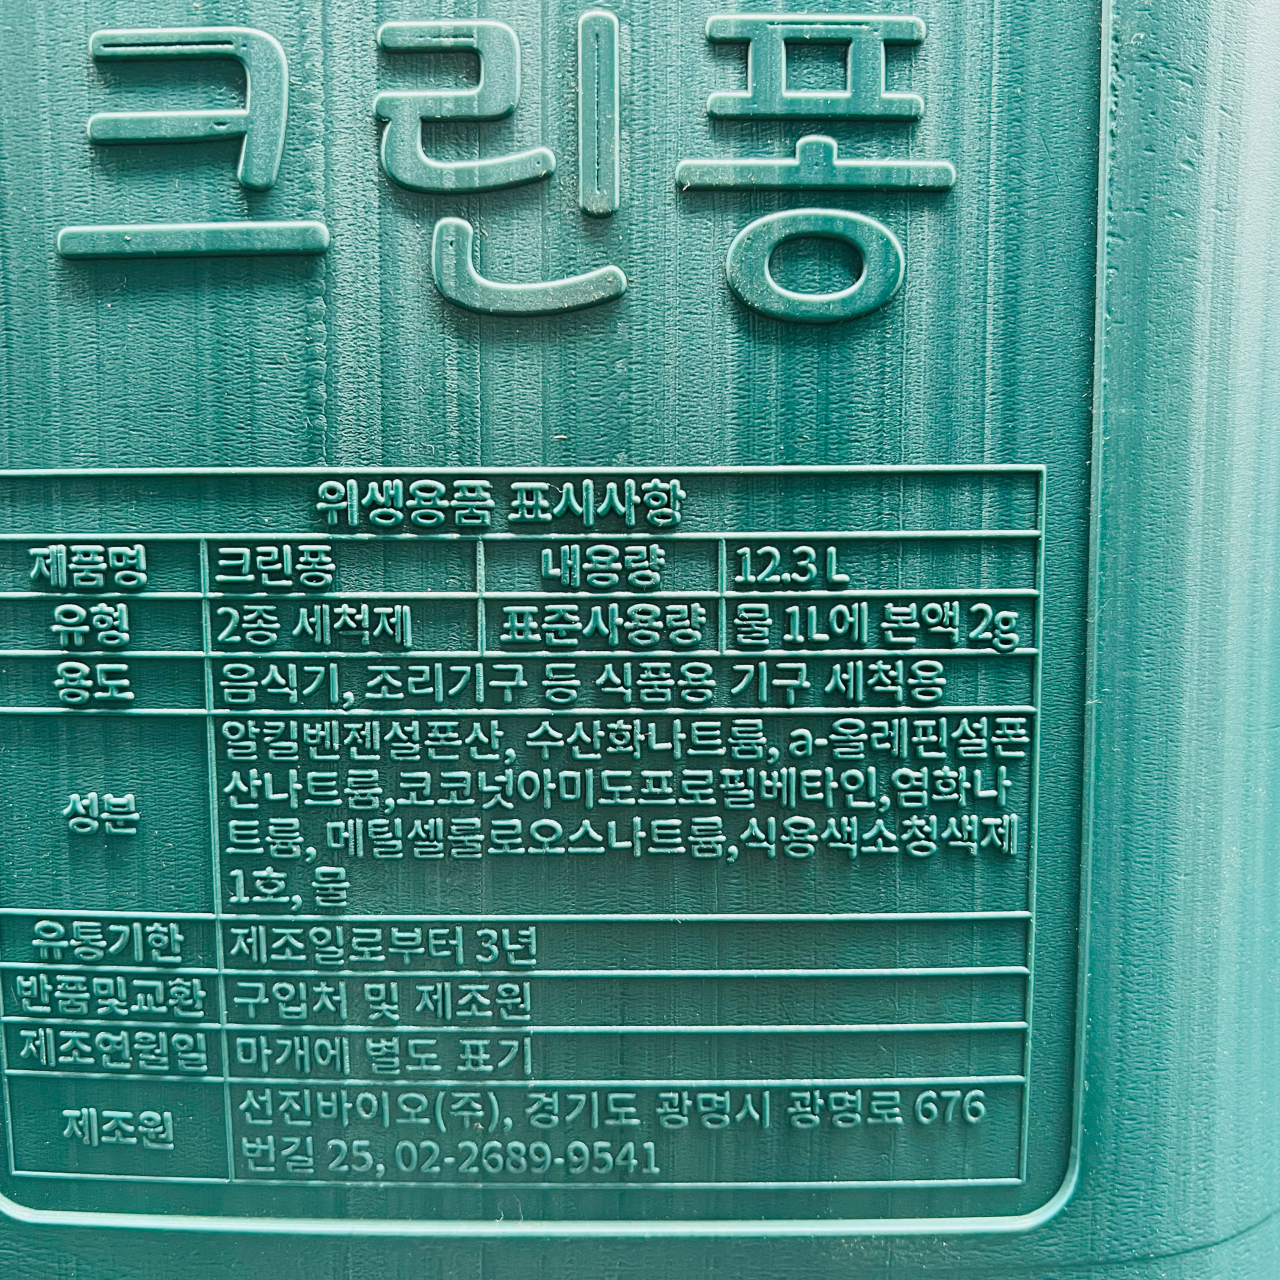 크린퐁
위생용품 표시사항
제품명 크린퐁 내용량 12.3 L
유형 2종 세척제 표준사용량 물 1L에 본액 2g
용도 음식기, 조리기구 등 식품용 기구 세척용
성분 알킬벤젠설폰산, 수산화나트륨, a-올레핀설폰
산나트륨,코코넛아미도프로필베타인,염화나
트륨, 메틸셀룰로오스나트륨,식용색소청색제
1호, 물
유통기한 제조일로부터 3년
반품및교환 구입처 및 제조원
제조연월일 마개에 별도 표기
제조원 선진바이오(주), 경기도 광명시 광명로 676
번길 25, 02-2689-9541